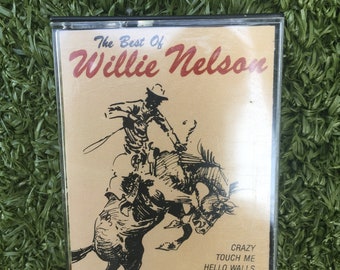 The Best Of
Willie Nelson
CRAZY
TOUCH ME
HELLO WALLS